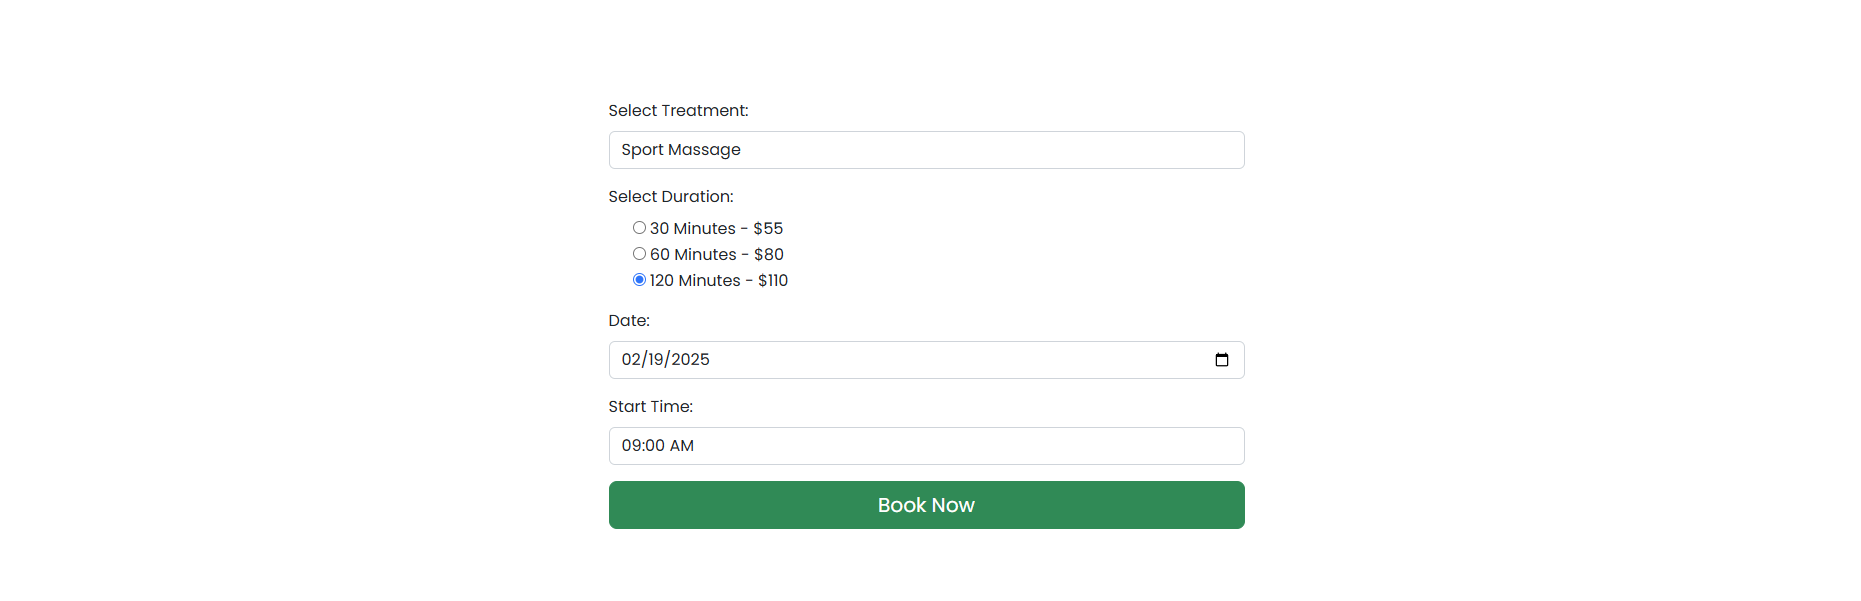 Select Treatment:
Sport Massage
Select Duration:
30 Minutes - $55
60 Minutes - $80
120 Minutes - $110
Date:
02/19/2025
Start Time:
09:00 AM
Book Now